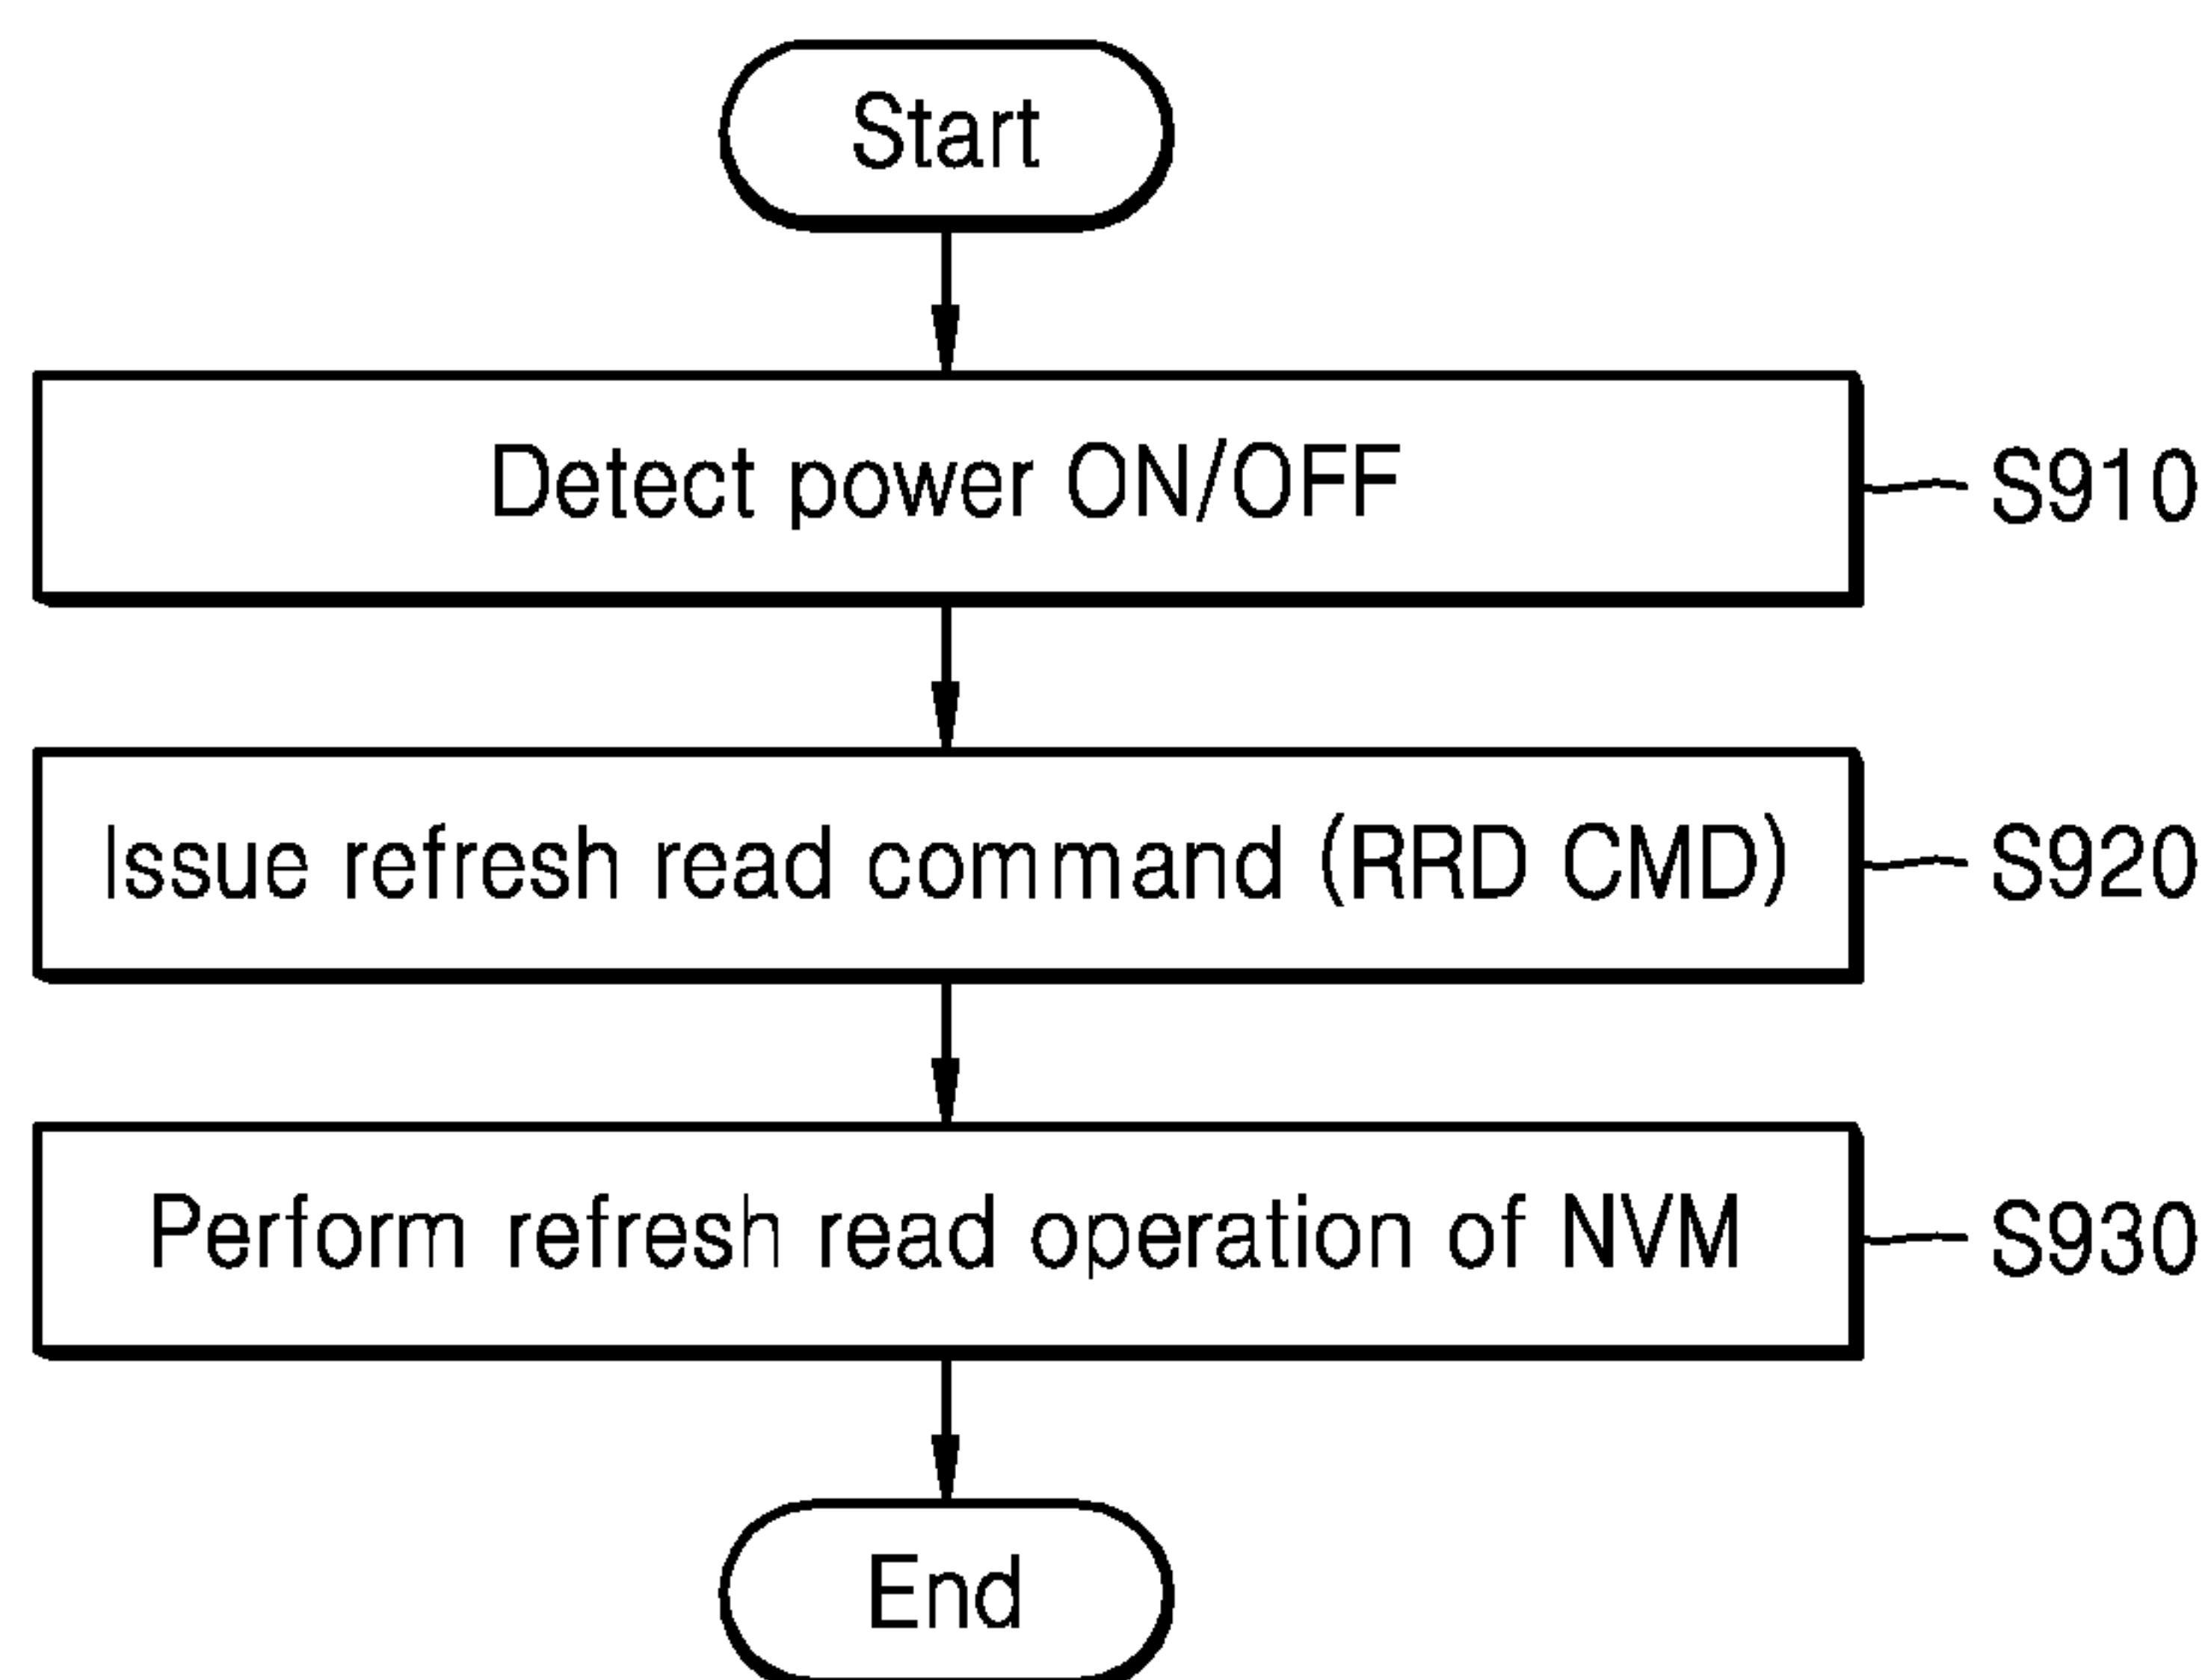 Start
Detect power ON/OFF
S910
Issue refresh read command (RRD CMD)
S920
Perform refresh read operation of NVM
S930
End